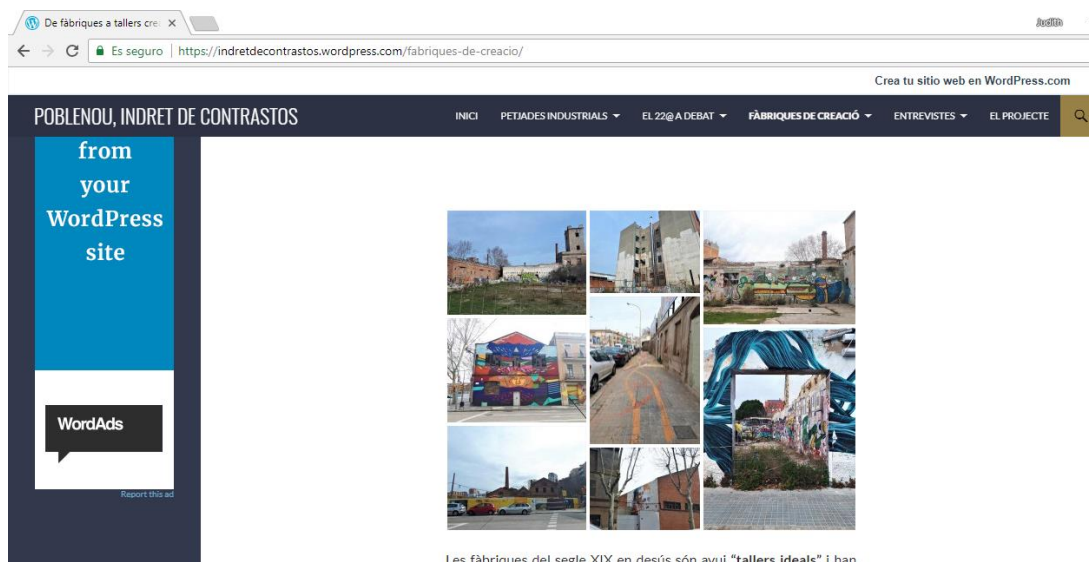 De fàbriques a tallers cre
Judith
Es seguro | https://indretdecontrastos.wordpress.com/fabriques-de-creacio/
Crea tu sitio web en WordPress.com
POBLENOU, INDRET DE CONTRASTOS
INICI PETJADES INDUSTRIALS EL 22@ A DEBAT FÀBRIQUES DE CREACIÓ ENTREVISTES EL PROJECTE
from
your
WordPress
site
WordAds
Report this ad
Les fàbriques del segle XIX en desús són avui “tallers ideals” i han